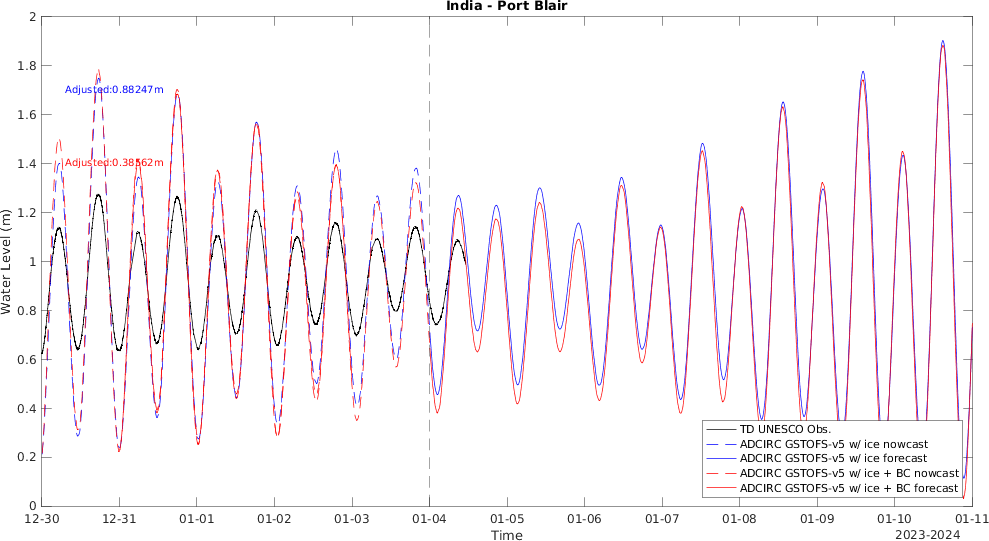 India - Port Blair
Water Level (m)
2
1.8
1.6
1.4
1.2
1
0.8
0.6
0.4
0.2
0
Adjusted:0.88247m
Adjusted:0.38562m
TD UNESCO Obs.
ADCIRC GSTOFS-v5 w/ ice nowcast
ADCIRC GSTOFS-v5 w/ ice forecast
ADCIRC GSTOFS-v5 w/ ice + BC nowcast
ADCIRC GSTOFS-v5 w/ ice + BC forecast
12-30 12-31 01-01 01-02 01-03 01-04 01-05 01-06 01-07 01-08 01-09 01-10 01-11
Time
2023-2024